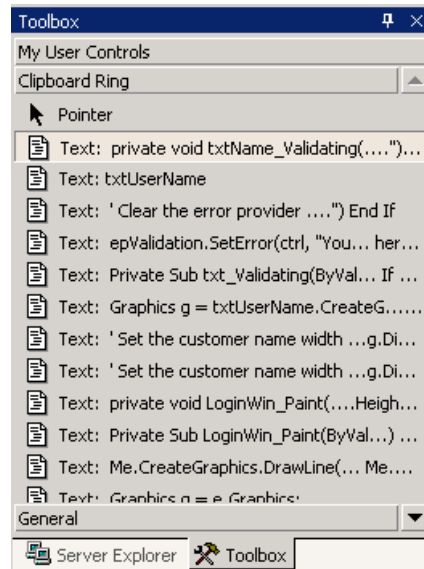 Toolbox
My User Controls
Clipboard Ring
Pointer
Text: private void txtName_Validating(....")...
Text: txtUserName
Text: ' Clear the error provider ....") End If
Text: epValidation.SetError(ctrl, "You... her...
Text: Private Sub txt_Validating(ByVal... If ...
Text: Graphics g = txtUserName.CreateG......
Text: ' Set the customer name width ...g.Di...
Text: ' Set the customer name width ...g.Di...
Text: private void LoginWin_Paint(....Heigh...
Text: Private Sub LoginWin_Paint(ByVal...) ...
Text: Me.CreateGraphics.DrawLine(... Me....
Text: Graphics g = e.Graphics;
General
Server Explorer Toolbox